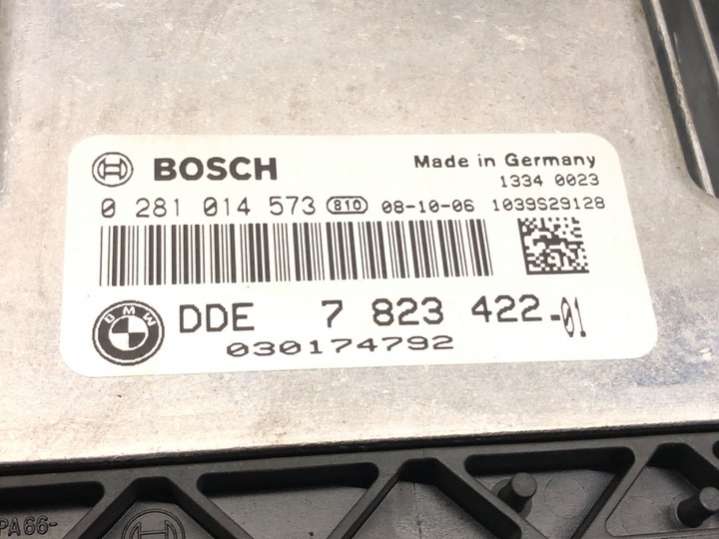 BOSCH
Made in Germany
1334 0023
0 281 014 573 810 08-10-06 1039S29128
BMW
DDE 7 823 422-01
030174792
PA66-